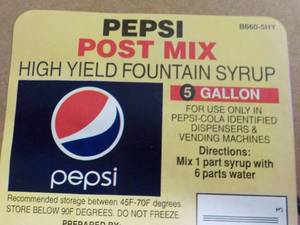 B660-5HY
PEPSI
POST MIX
HIGH YIELD FOUNTAIN SYRUP
5 GALLON
FOR USE ONLY IN
PEPSI-COLA IDENTIFIED
DISPENSERS &
VENDING MACHINES
Directions:
Mix 1 part syrup with
6 parts water
pepsi
Recommended storage between 45F-70F degrees
STORE BELOW 90F DEGREES. DO NOT FREEZE.
PREPARED BY: